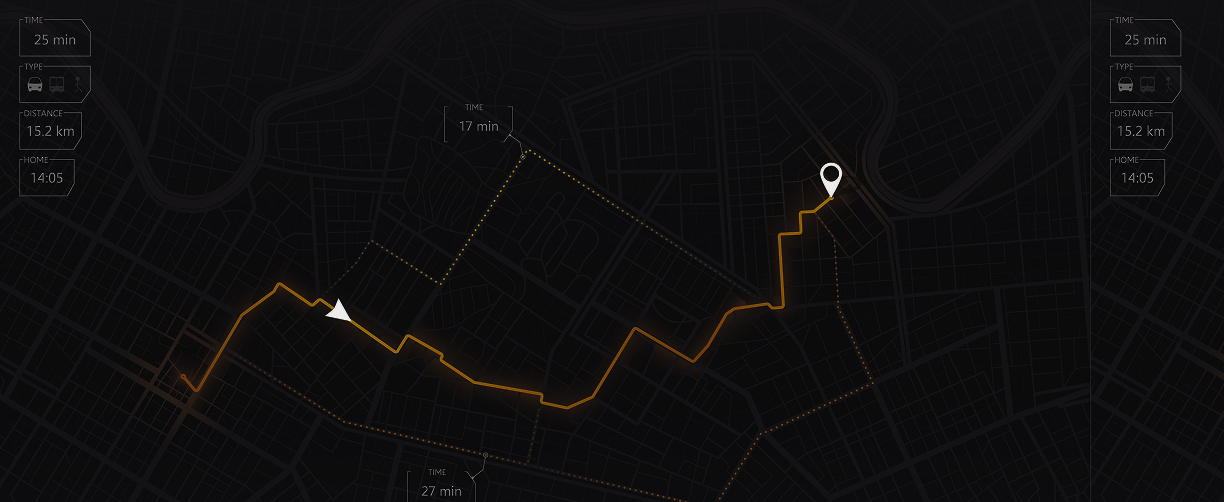 TIME
25 min
TYPE
DISTANCE
15.2 km
HOME
14:05
TIME
17 min
TIME
27 min
TIME
25 min
TYPE
DISTANCE
15.2 km
HOME
14:05